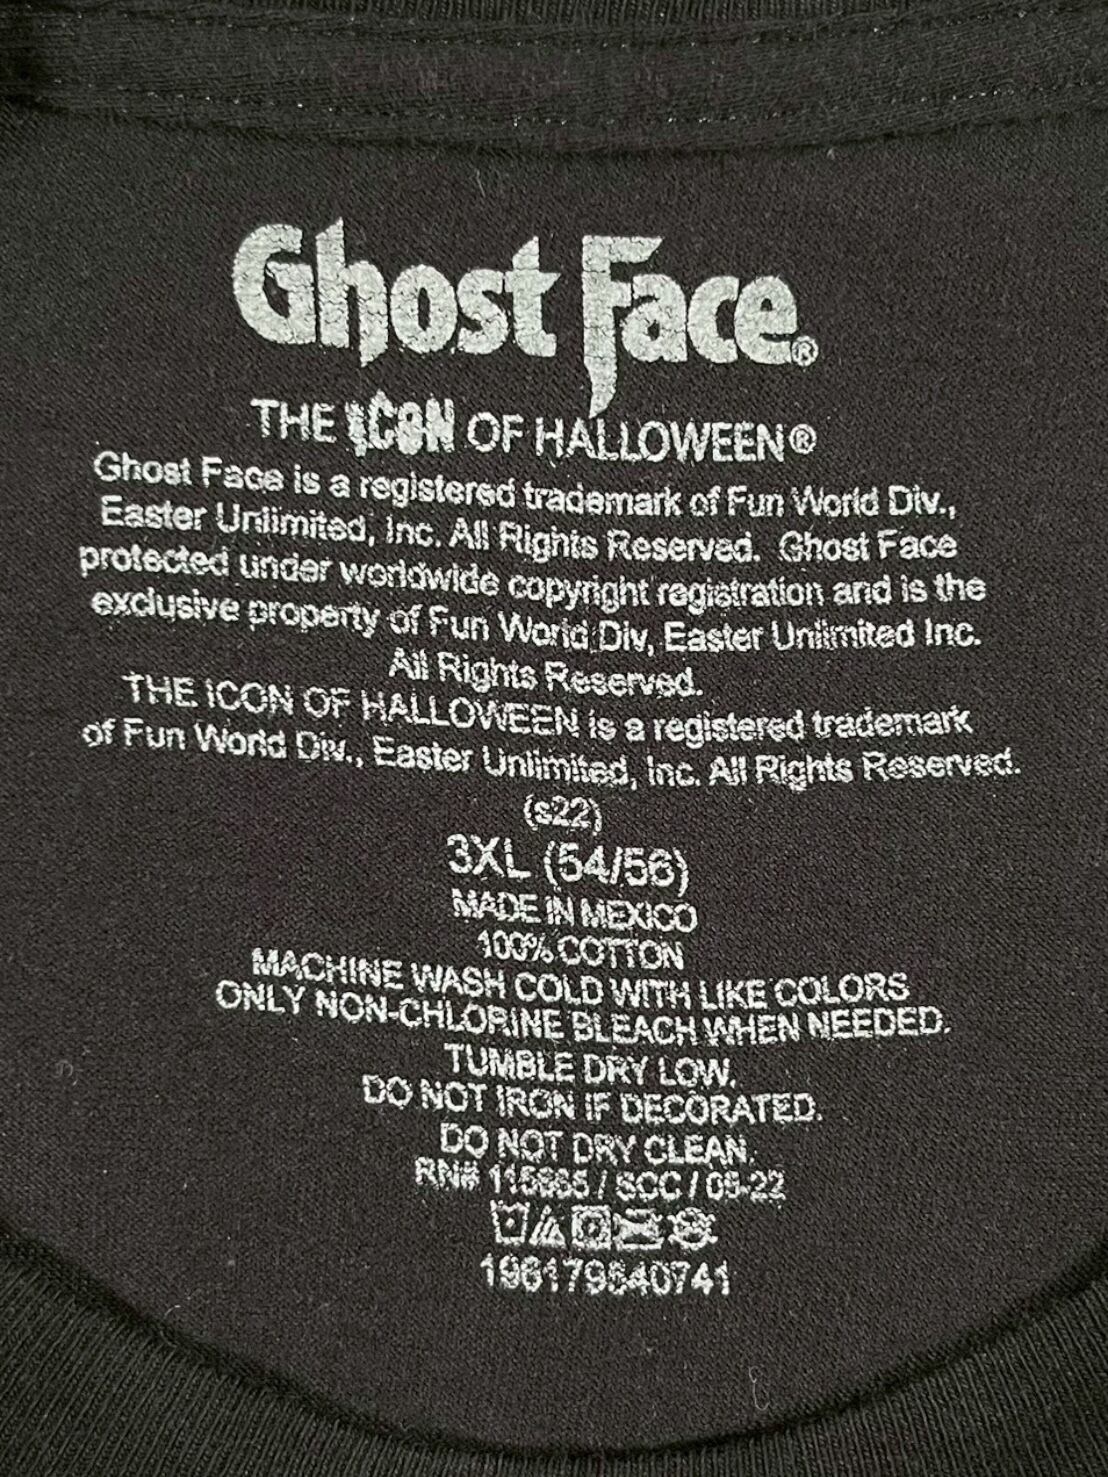 Ghost Face®
THE ICON OF HALLOWEEN®
Ghost Face is a registered trademark of Fun World Div.,
Easter Unlimited, Inc. All Rights Reserved. Ghost Face
protected under worldwide copyright registration and is the
exclusive property of Fun World Div, Easter Unlimited Inc.
All Rights Reserved.
THE ICON OF HALLOWEEN is a registered trademark
of Fun World Div., Easter Unlimited, Inc. All Rights Reserved.
(s22)
3XL (54/56)
MADE IN MEXICO
100% COTTON
MACHINE WASH COLD WITH LIKE COLORS
ONLY NON-CHLORINE BLEACH WHEN NEEDED.
TUMBLE DRY LOW.
DO NOT IRON IF DECORATED.
DO NOT DRY CLEAN.
RN# / SCC /